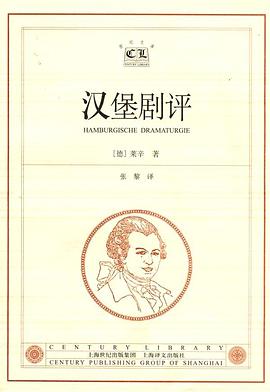 世纪文库
CL
CENTURY LIBRARY
汉堡剧评
HAMBURGISCHE DRAMATURGIE
[德] 莱辛 著
张 黎 译
CENTURY LIBRARY
上海世纪出版集团 上海译文出版社
CENTURY PUBLISHING GROUP OF SHANGHAI